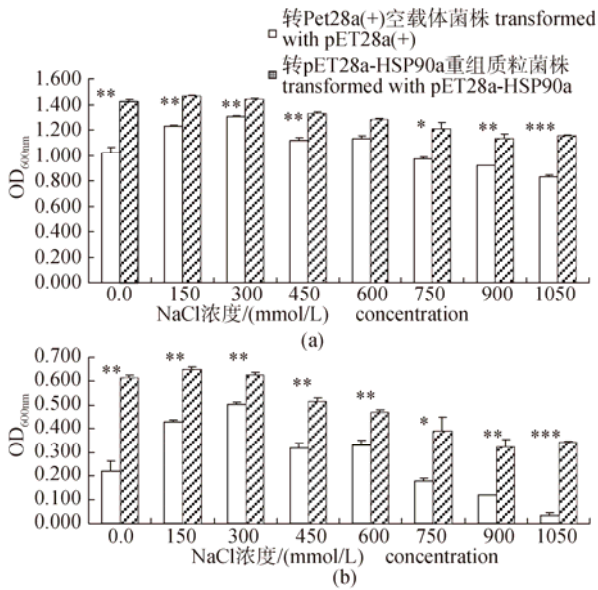 转Pet28a(+)空载体菌株 transformed
with pET28a(+)
转pET28a-HSP90a重组质粒菌株
transformed with pET28a-HSP90a
OD600nm
1.600
1.400
1.200
1.000
0.800
0.600
0.400
0.200
0.000
** ** ** ** * ** ***
0.0 150 300 450 600 750 900 1050
NaCl浓度/(mmol/L) concentration
(a)
OD600nm
0.700
0.600
0.500
0.400
0.300
0.200
0.100
0.000
** ** ** ** ** * ** ***
0.0 150 300 450 600 750 900 1050
NaCl浓度/(mmol/L) concentration
(b)